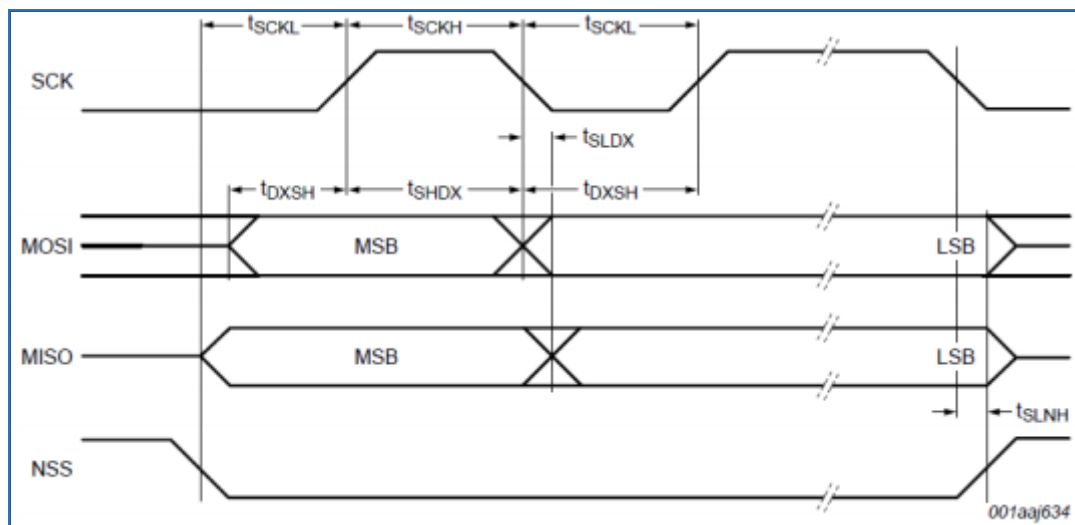 tSCKL tSCKH tSCKL
SCK
tSLDX
tDXSH tSHDX tDXSH
MOSI MSB LSB
MISO MSB LSB
tSLNH
NSS
001aaj634